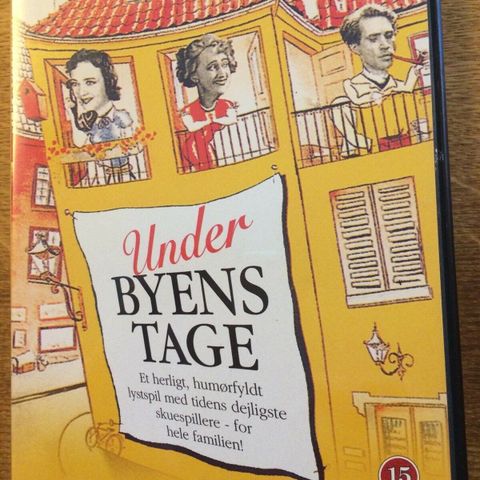 Under
BYENS
TAGE
Et herligt, humørfyldt
lystspil med tidens dejligste
skuespillere - for
hele familien!
15